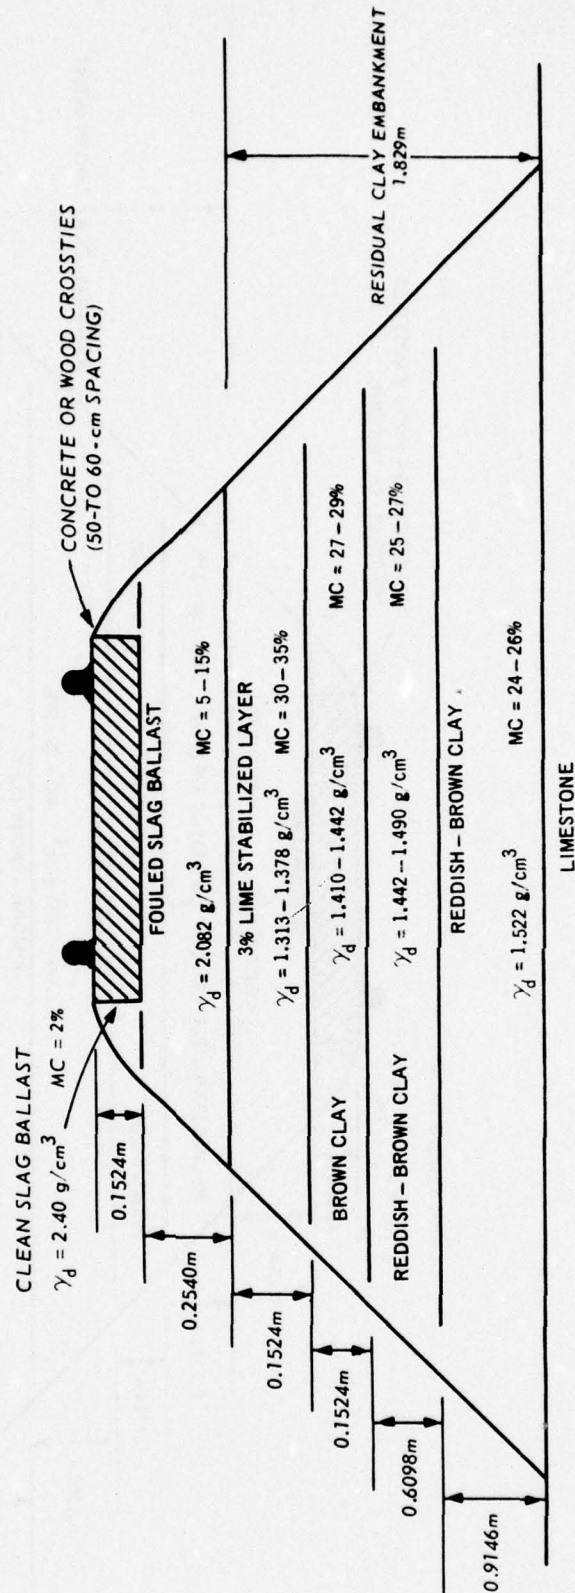 CLEAN SLAG BALLAST
γd = 2.40 g/cm³ MC = 2%
CONCRETE OR WOOD CROSSTIES
(50-TO 60-cm SPACING)
0.1524m
FOULED SLAG BALLAST
0.2540m
γd = 2.082 g/cm³ MC = 5-15%
3% LIME STABILIZED LAYER
0.1524m
γd = 1.313-1.378 g/cm³ MC = 30-35%
BROWN CLAY
0.1524m
γd = 1.410-1.442 g/cm³ MC = 27-29%
REDDISH-BROWN CLAY
0.6098m
γd = 1.442-1.490 g/cm³ MC = 25-27%
REDDISH-BROWN CLAY
0.9146m
γd = 1.522 g/cm³ MC = 24-26%
RESIDUAL CLAY EMBANKMENT
1.829m
LIMESTONE